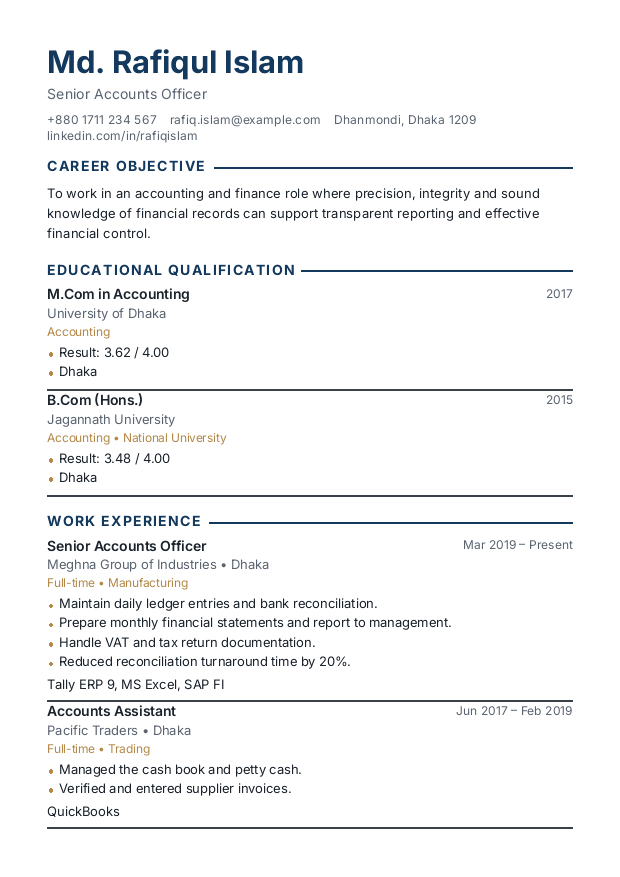 Md. Rafiqul Islam
Senior Accounts Officer
+880 1711 234 567 rafiq.islam@example.com Dhanmondi, Dhaka 1209
linkedin.com/in/rafiqislam
CAREER OBJECTIVE
To work in an accounting and finance role where precision, integrity and sound
knowledge of financial records can support transparent reporting and effective
financial control.
EDUCATIONAL QUALIFICATION
M.Com in Accounting 2017
University of Dhaka
Accounting
• Result: 3.62 / 4.00
• Dhaka
B.Com (Hons.) 2015
Jagannath University
Accounting • National University
• Result: 3.48 / 4.00
• Dhaka
WORK EXPERIENCE
Senior Accounts Officer Mar 2019 – Present
Meghna Group of Industries • Dhaka
Full-time • Manufacturing
• Maintain daily ledger entries and bank reconciliation.
• Prepare monthly financial statements and report to management.
• Handle VAT and tax return documentation.
• Reduced reconciliation turnaround time by 20%.
Tally ERP 9, MS Excel, SAP FI
Accounts Assistant Jun 2017 – Feb 2019
Pacific Traders • Dhaka
Full-time • Trading
• Managed the cash book and petty cash.
• Verified and entered supplier invoices.
QuickBooks